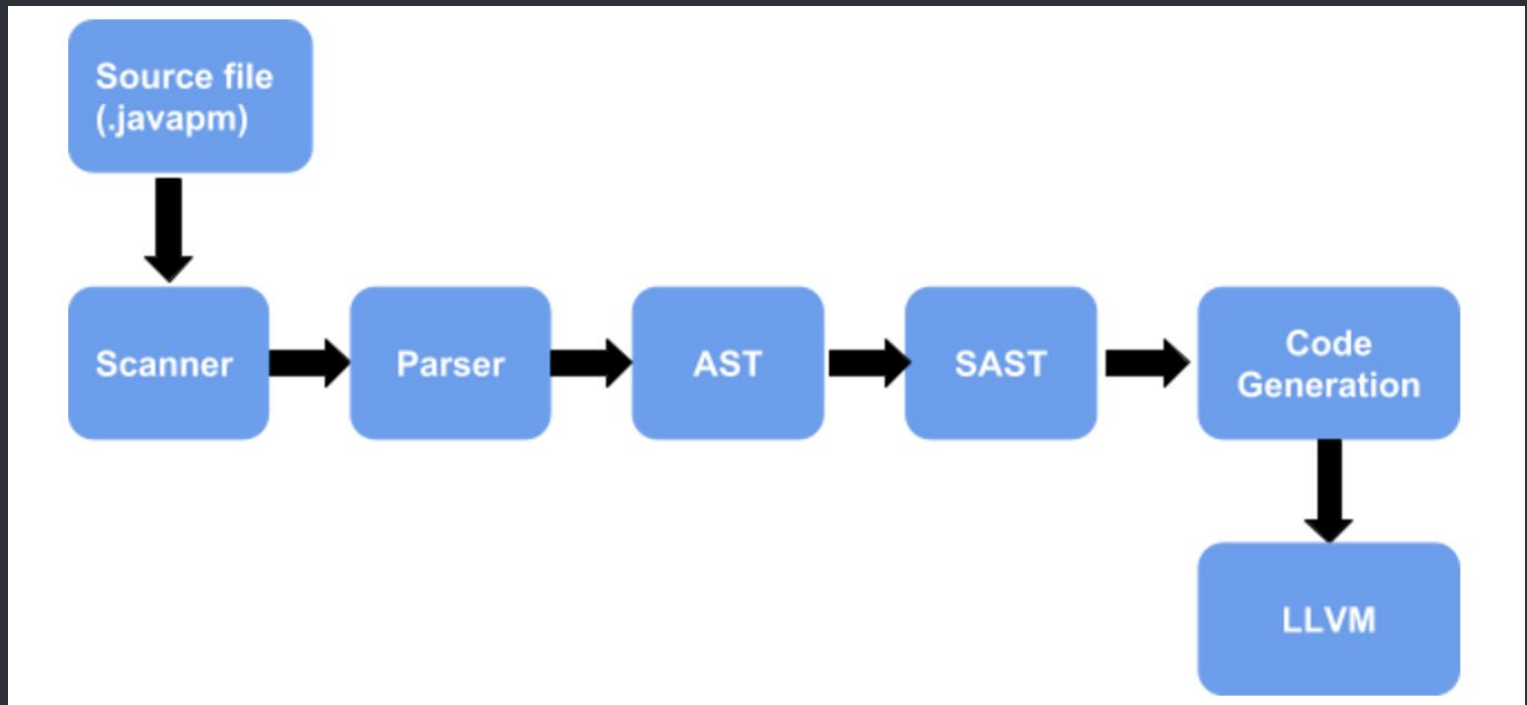 Source file
(.javapm)
Scanner
Parser
AST
SAST
Code
Generation
LLVM